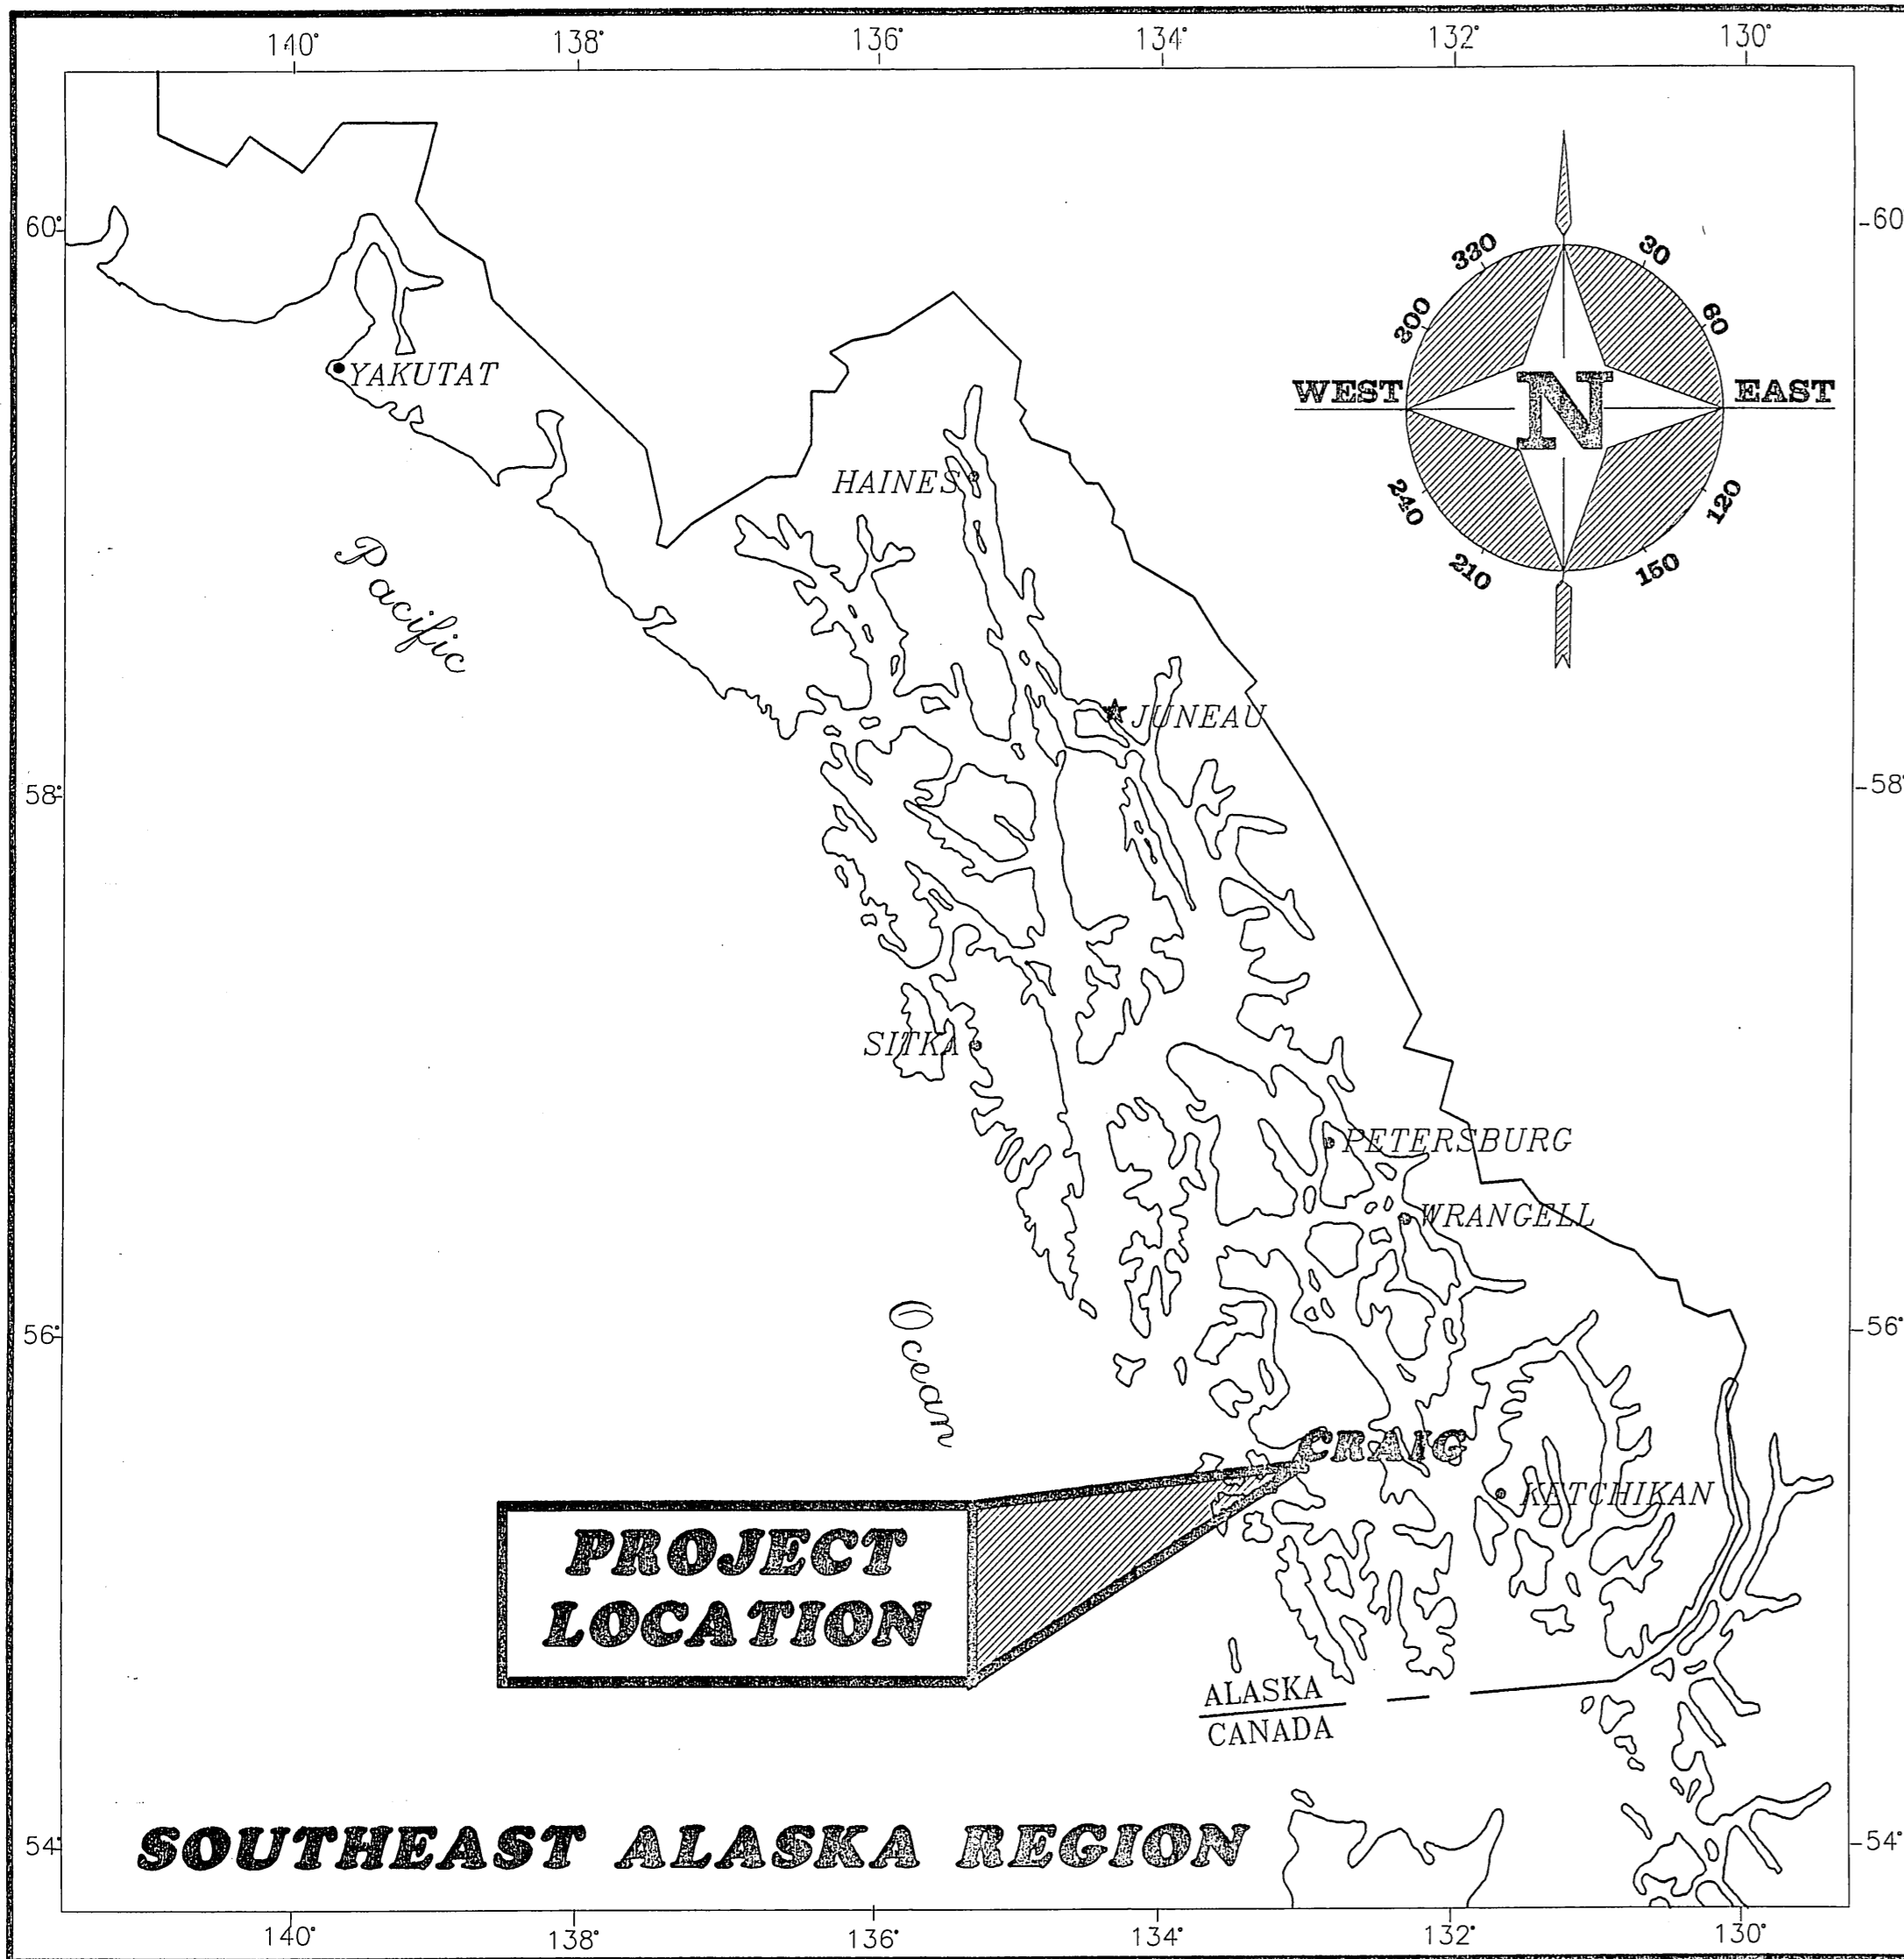 140° 138° 136° 134° 132° 130°
60° 60°
330 30
300 60
WEST N EAST
240 120
210 150
YAKUTAT
HAINES
Pacific
JUNEAU
58° 58°
SITKA
PETERSBURG
WRANGELL
Ocean
56° 56°
CRAIG
KETCHIKAN
PROJECT
LOCATION
ALASKA
CANADA
SOUTHEAST ALASKA REGION
54° 54°
140° 138° 136° 134° 132° 130°